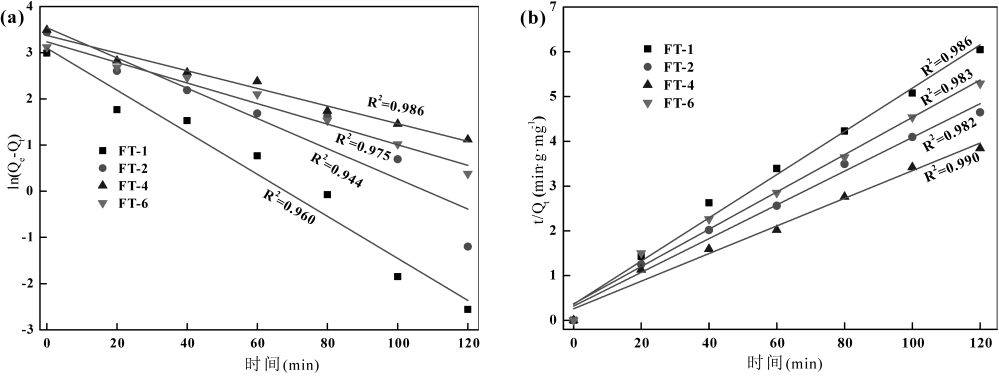 (a)
4
3
2
1
0
-1
-2
-3
ln(Qe-Qt)
FT-1
FT-2
FT-4
FT-6
R²=0.986
R²=0.975
R²=0.944
R²=0.960
0 20 40 60 80 100 120
时间(min)
(b)
7
6
5
4
3
2
1
0
t/Qt (min·g·mg⁻¹)
FT-1
FT-2
FT-4
FT-6
R²=0.986
R²=0.983
R²=0.982
R²=0.990
0 20 40 60 80 100 120
时间(min)